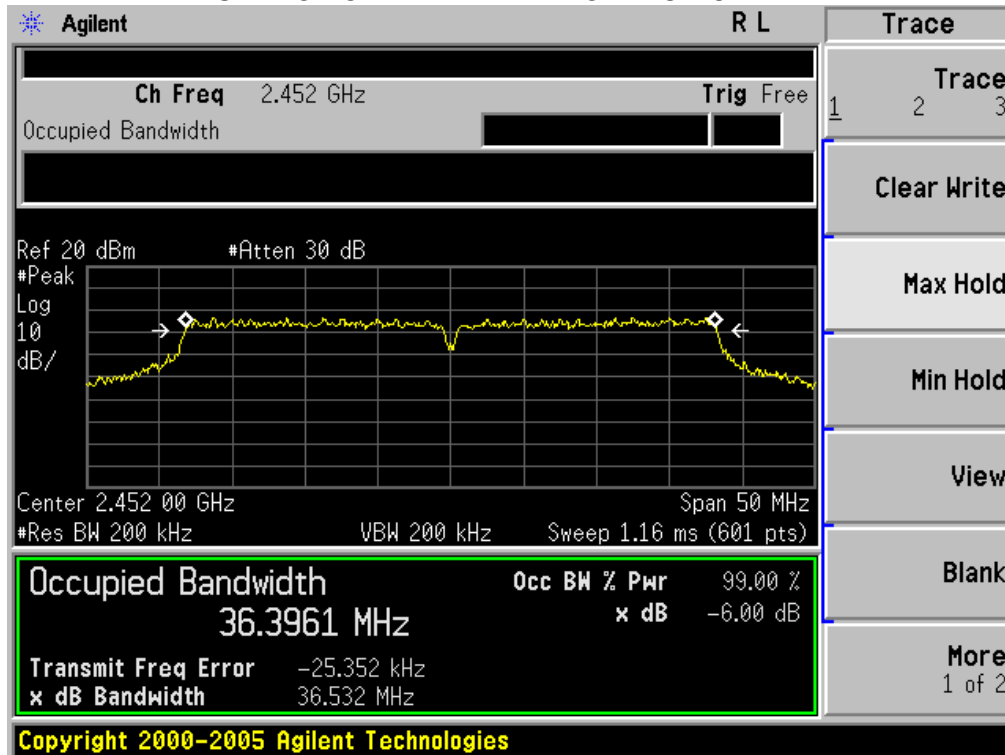 Agilent R L Trace
Ch Freq 2.452 GHz Trig Free
Occupied Bandwidth
Trace
1 2 3
Clear Write
Max Hold
Min Hold
View
Blank
More
1 of 2
Ref 20 dBm #Atten 30 dB
#Peak
Log
10
dB/
Center 2.452 00 GHz Span 50 MHz
#Res BW 200 kHz VBW 200 kHz Sweep 1.16 ms (601 pts)
Occupied Bandwidth Occ BW % Pwr 99.00 %
36.3961 MHz x dB -6.00 dB
Transmit Freq Error -25.352 kHz
x dB Bandwidth 36.532 MHz
Copyright 2000-2005 Agilent Technologies